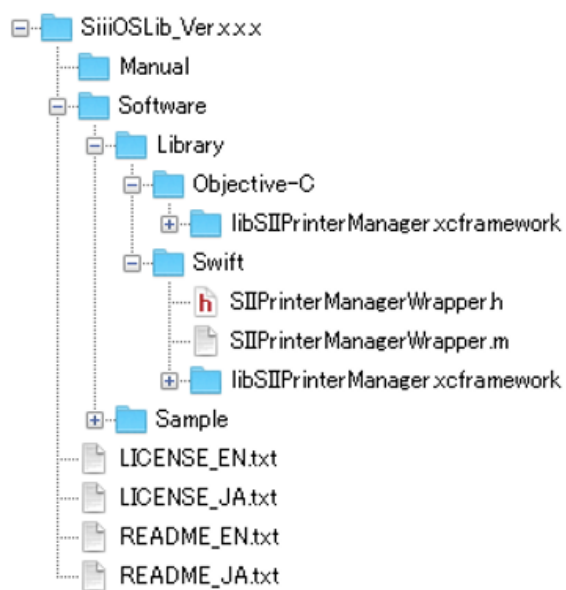 SiiiOSLib_Verxxx
Manual
Software
Library
Objective-C
libSIIPrinterManager.xcframework
Swift
h SIIPrinterManagerWrapper.h
SIIPrinterManagerWrapper.m
libSIIPrinterManager.xcframework
Sample
LICENSE_EN.txt
LICENSE_JA.txt
README_EN.txt
README_JA.txt